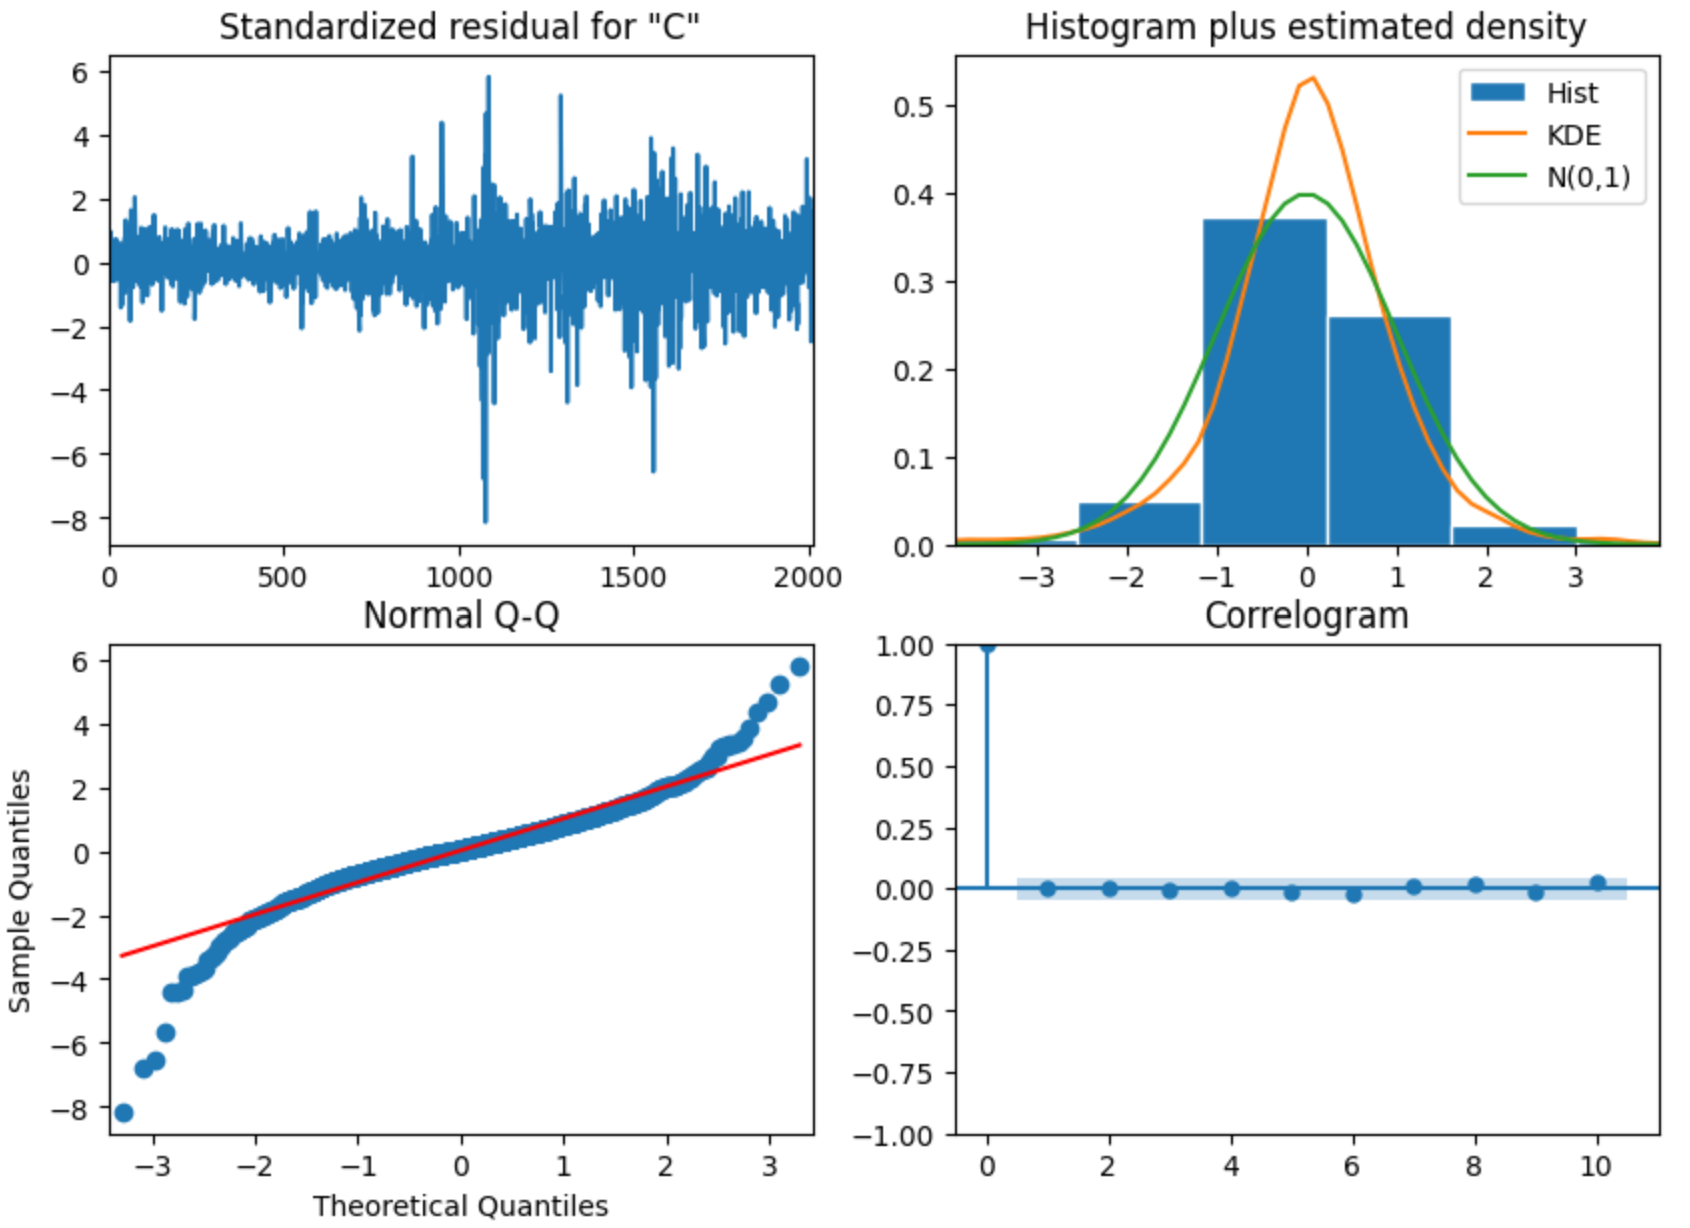 Standardized residual for "C"
6
4
2
0
−2
−4
−6
−8
0 500 1000 1500 2000
Histogram plus estimated density
0.5
0.4
0.3
0.2
0.1
0.0
−3 −2 −1 0 1 2 3
Hist
KDE
N(0,1)
Normal Q-Q
Sample Quantiles
6
4
2
0
−2
−4
−6
−8
−3 −2 −1 0 1 2 3
Theoretical Quantiles
Correlogram
1.00
0.75
0.50
0.25
0.00
−0.25
−0.50
−0.75
−1.00
0 2 4 6 8 10